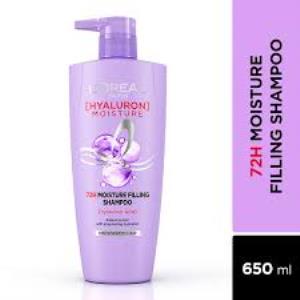 L'ORÉAL
PARIS
[HYALURON]
MOISTURE
72H MOISTURE FILLING
SHAMPOO
72H MOISTURE
FILLING SHAMPOO
650 ml